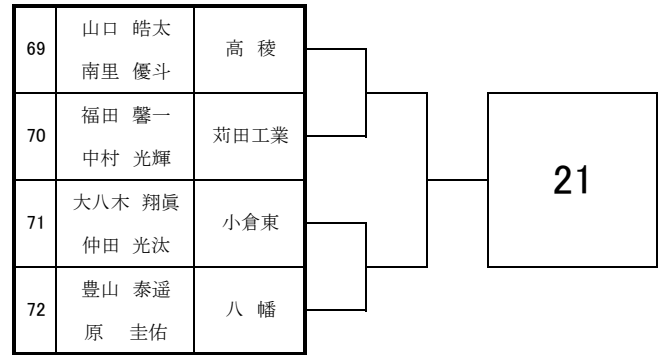 69
山口 皓太
南里 優斗
高 稜
70
福田 馨一
中村 光輝
苅田工業
71
大八木 翔眞
仲田 光汰
小倉東
72
豊山 泰遥
原 圭佑
八 幡
21